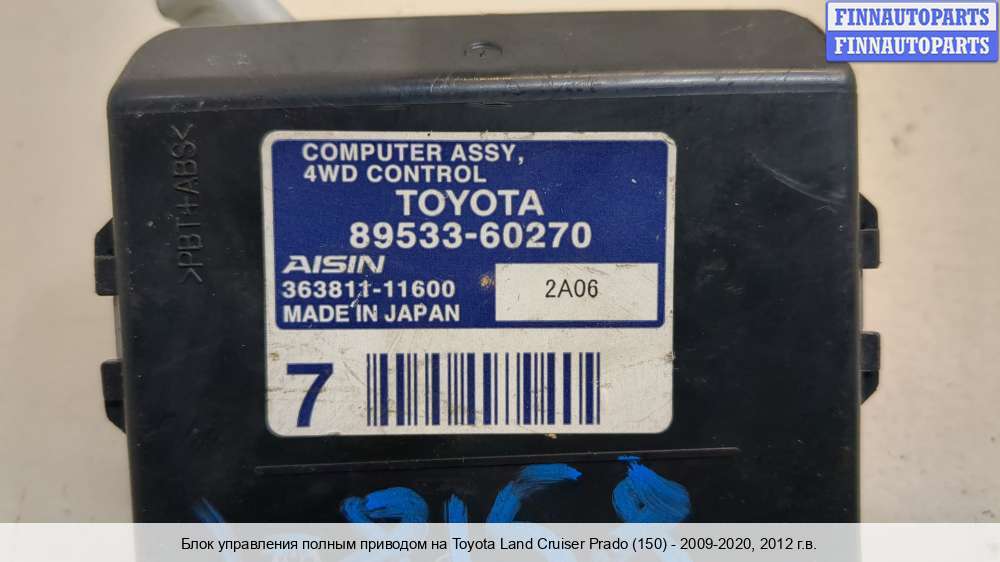 FINNAUTOPARTS
FINNAUTOPARTS
>PBT+ABS<
COMPUTER ASSY,
4WD CONTROL
TOYOTA
89533-60270
AISIN
363811-11600
2A06
MADE IN JAPAN
7
Блок управления полным приводом на Toyota Land Cruiser Prado (150) - 2009-2020, 2012 г.в.